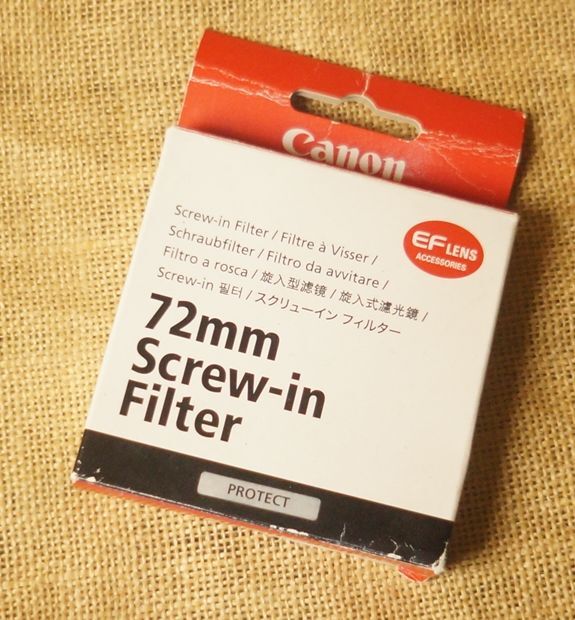 Canon
EF LENS
ACCESSORIES
Screw-in Filter / Filtre à Visser /
Schraubfilter / Filtro da avvitare /
Filtro a rosca / 旋入型滤镜 / 旋入式濾光鏡 /
Screw-in 필터 / スクリューイン フィルター
72mm
Screw-in
Filter
PROTECT